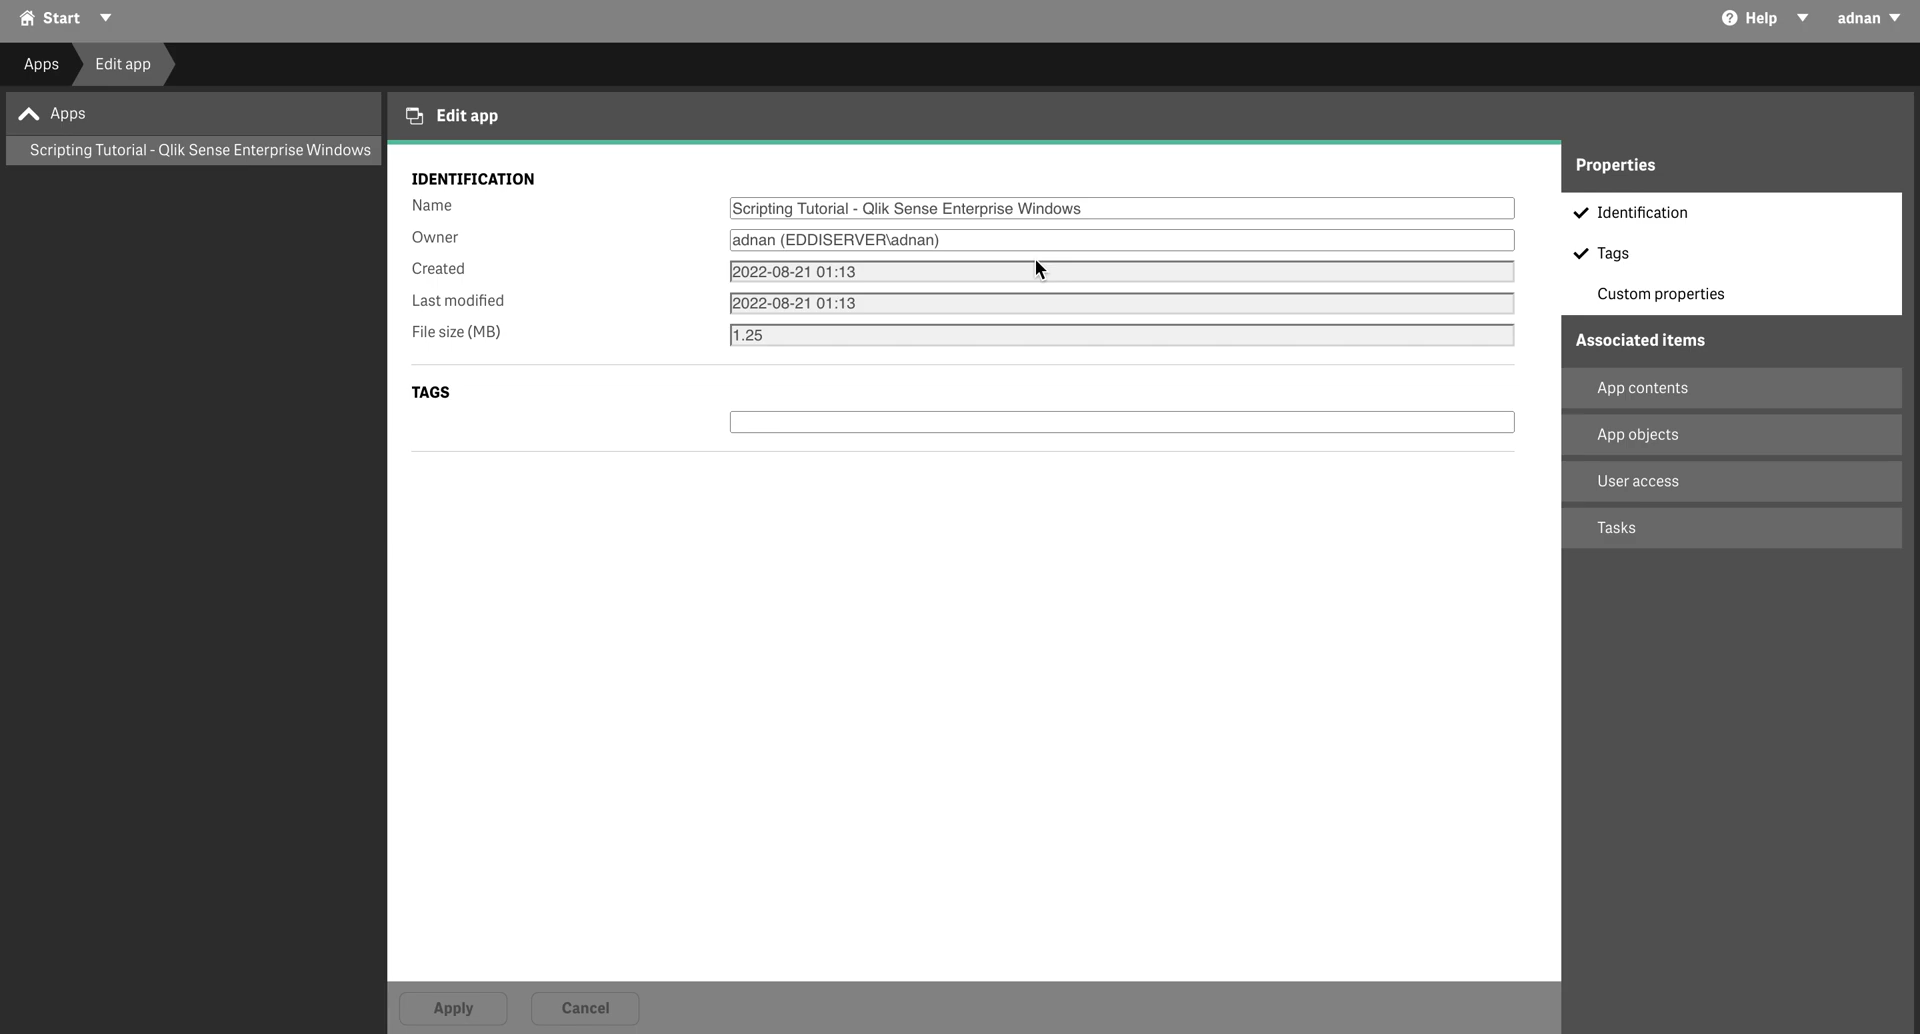 Start
Help
adnan
Apps
Edit app
Apps
Scripting Tutorial - Qlik Sense Enterprise Windows
Edit app
IDENTIFICATION
Name
Scripting Tutorial - Qlik Sense Enterprise Windows
Owner
adnan (EDDISERVER\adnan)
Created
2022-08-21 01:13
Last modified
2022-08-21 01:13
File size (MB)
1.25
TAGS
Properties
Identification
Tags
Custom properties
Associated items
App contents
App objects
User access
Tasks
Apply
Cancel